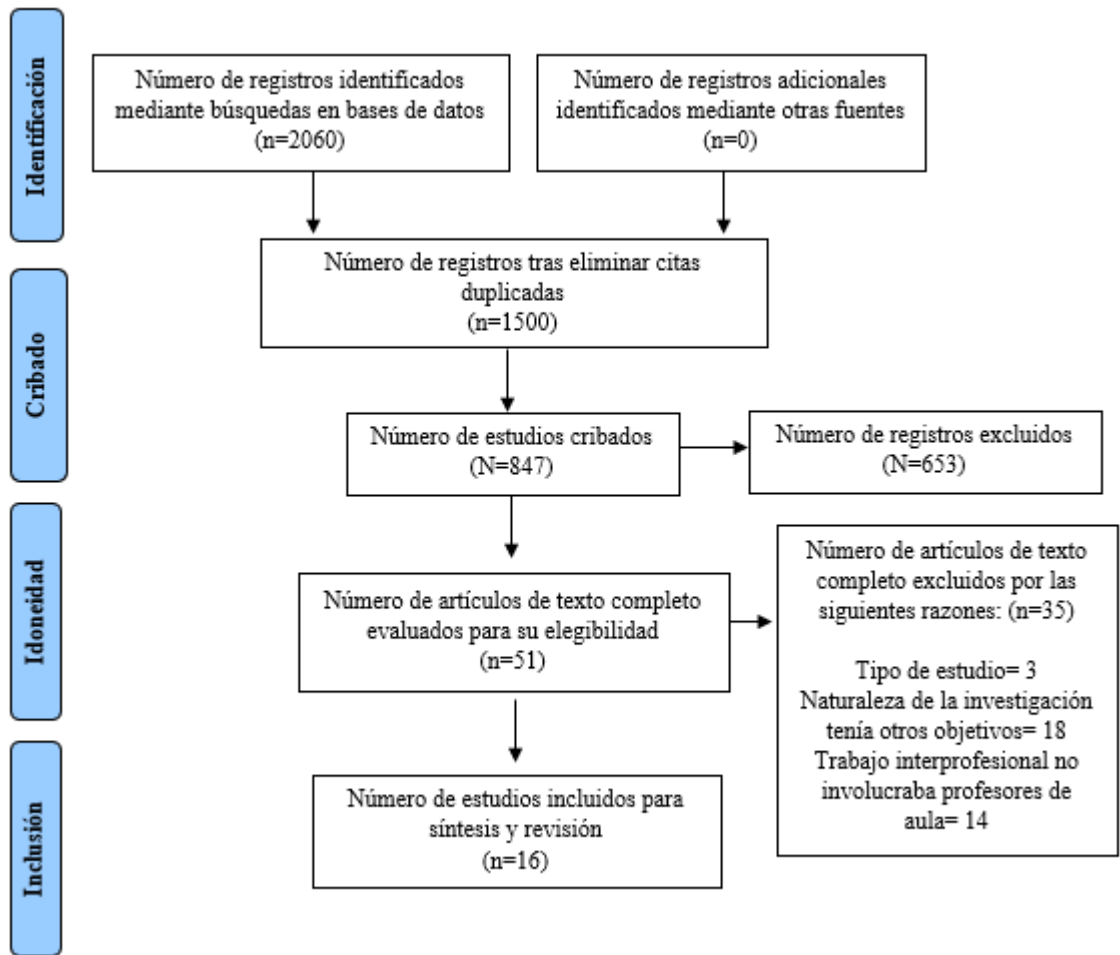 Identificación
Número de registros identificados
mediante búsquedas en bases de datos
(n=2060)
Número de registros adicionales
identificados mediante otras fuentes
(n=0)
Número de registros tras eliminar citas
duplicadas
(n=1500)
Cribado
Número de estudios cribados
(N=847)
Número de registros excluidos
(N=653)
Idoneidad
Número de artículos de texto completo
evaluados para su elegibilidad
(n=51)
Número de artículos de texto
completo excluidos por las
siguientes razones: (n=35)
Tipo de estudio= 3
Naturaleza de la investigación
tenía otros objetivos= 18
Trabajo interprofesional no
involucraba profesores de
aula= 14
Inclusión
Número de estudios incluidos para
síntesis y revisión
(n=16)